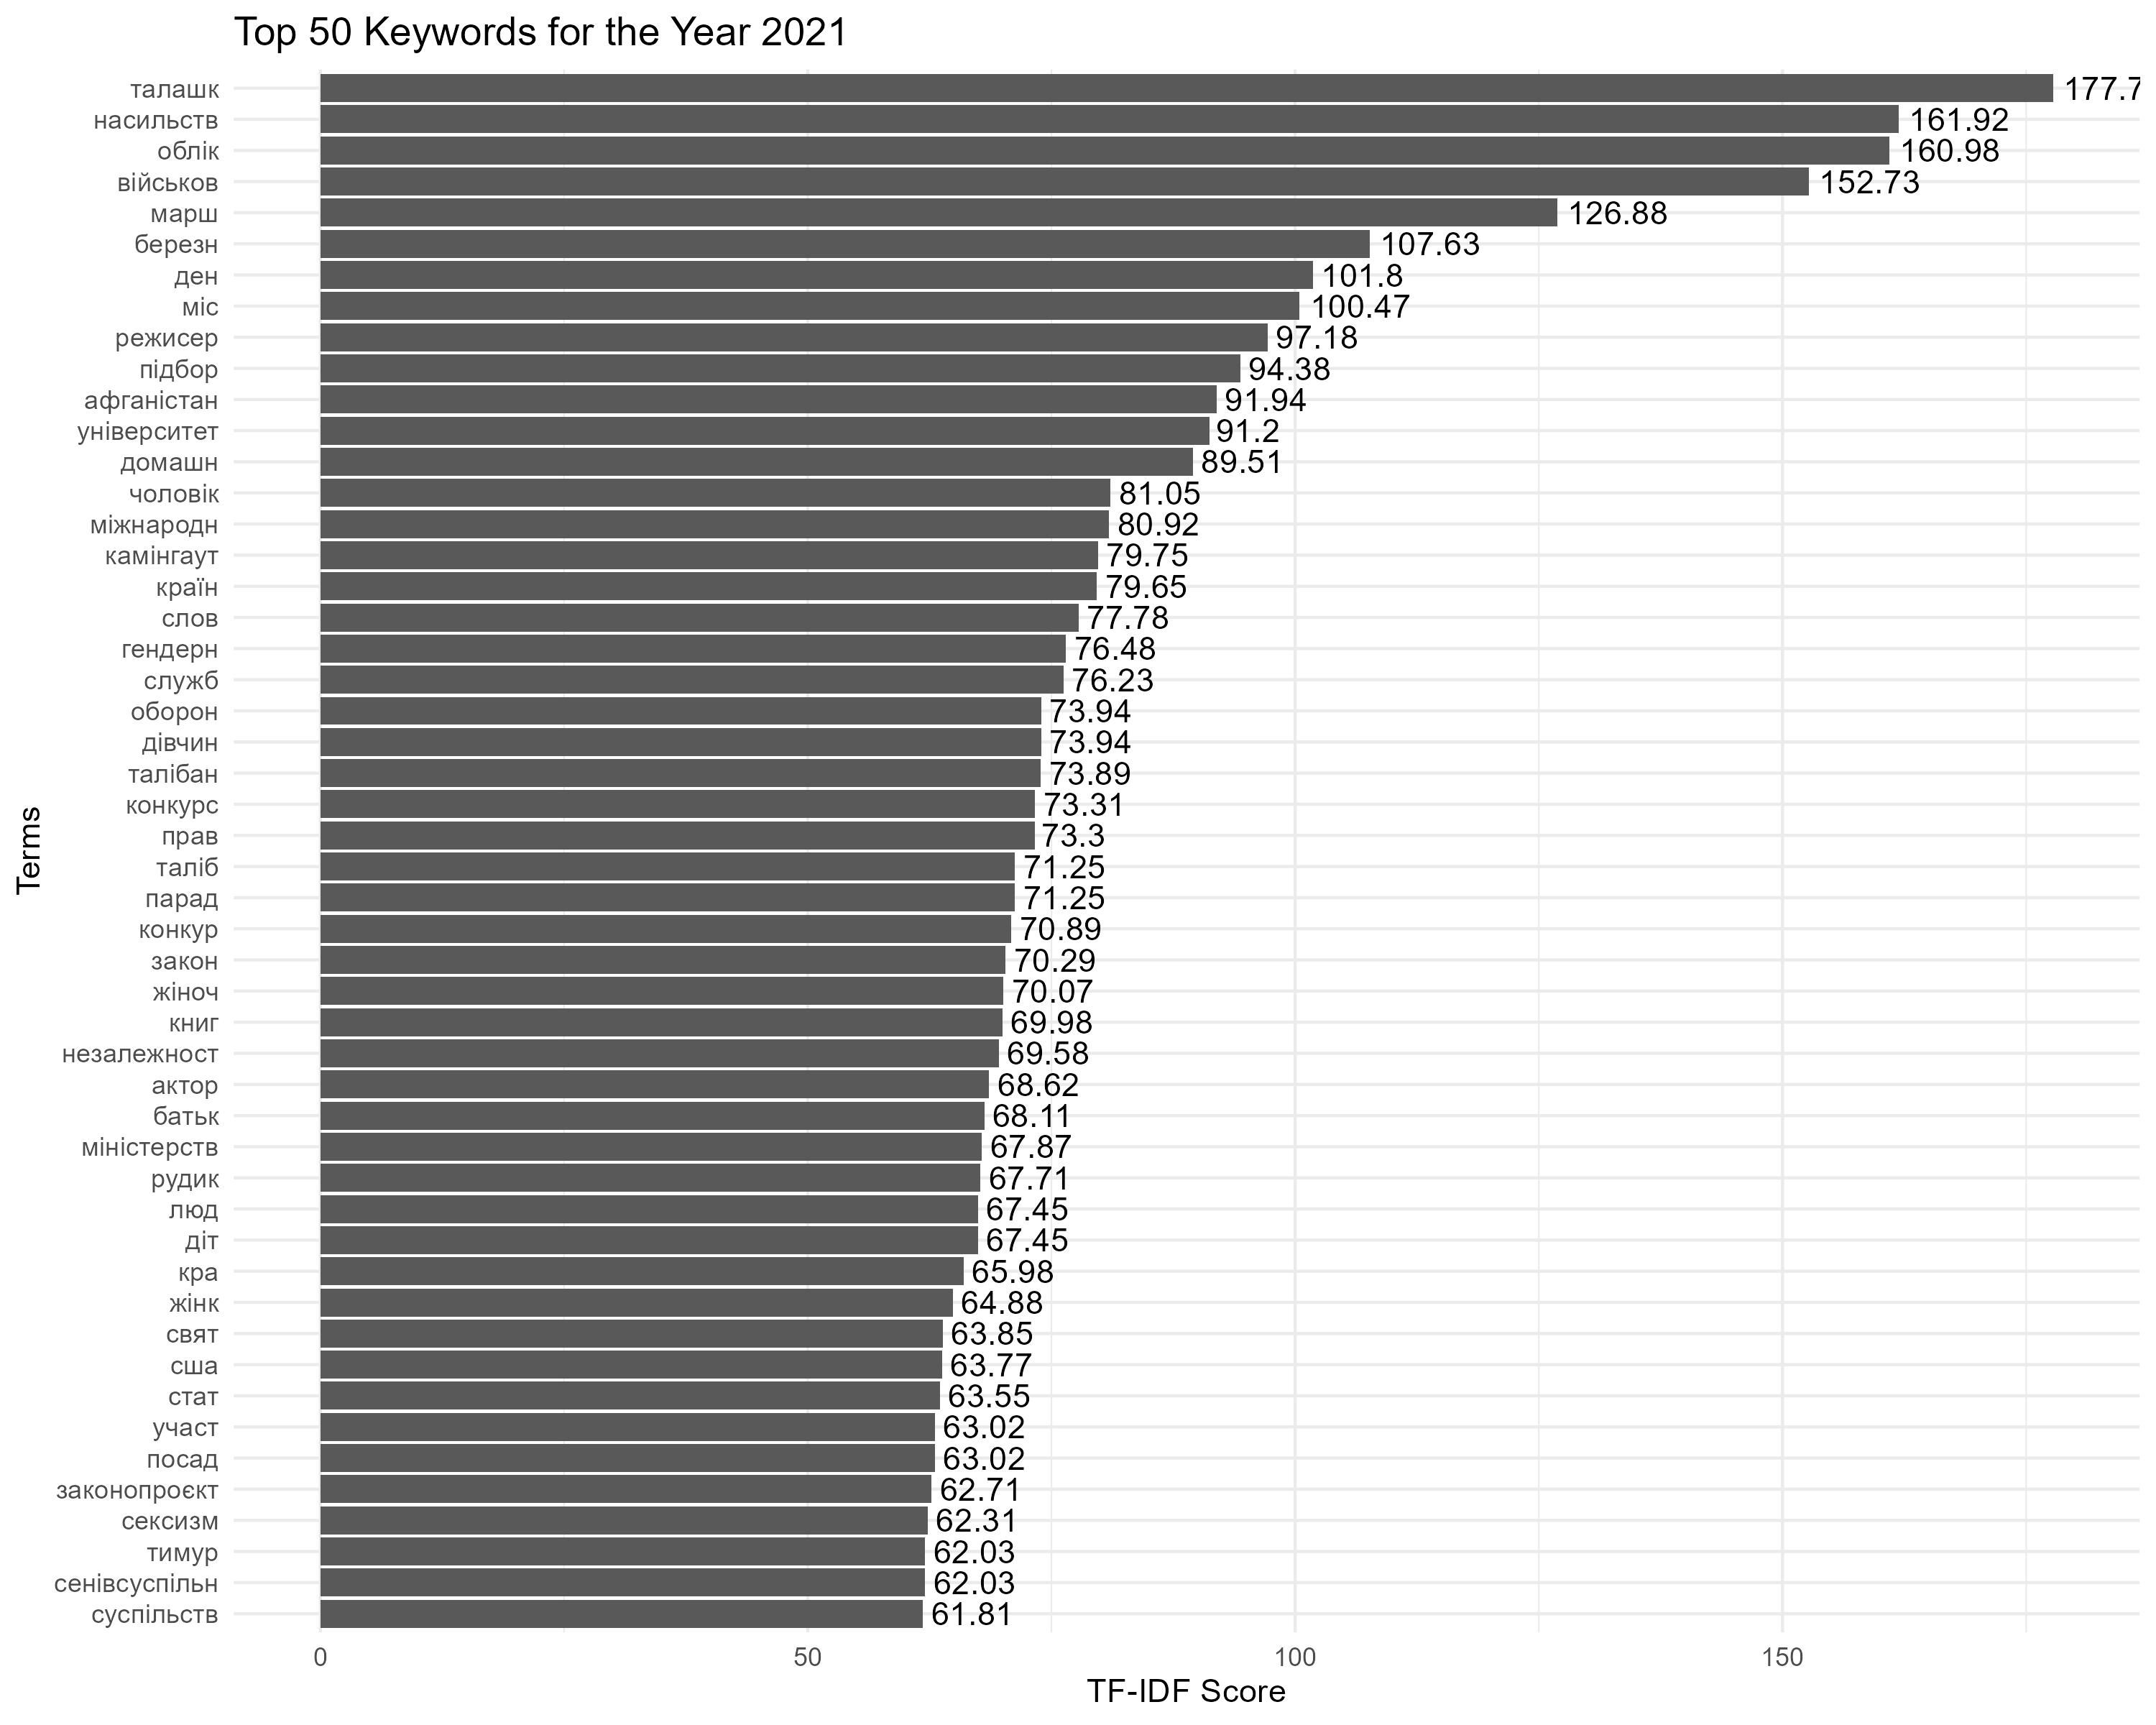 Top 50 Keywords for the Year 2021
талашк 177.7
насильств 161.92
облік 160.98
військов 152.73
марш 126.88
березн 107.63
ден 101.8
міс 100.47
режисер 97.18
підбор 94.38
афганістан 91.94
університет 91.2
домашн 89.51
чоловік 81.05
міжнародн 80.92
камінгаут 79.75
країн 79.65
слов 77.78
гендерн 76.48
служб 76.23
оборон 73.94
дівчин 73.94
талібан 73.89
конкурс 73.31
прав 73.3
таліб 71.25
парад 71.25
конкур 70.89
закон 70.29
жіноч 70.07
книг 69.98
незалежност 69.58
актор 68.62
батьк 68.11
міністерств 67.87
рудик 67.71
люд 67.45
діт 67.45
кра 65.98
жінк 64.88
свят 63.85
сша 63.77
стат 63.55
участ 63.02
посад 63.02
законопроєкт 62.71
сексизм 62.31
тимур 62.03
сенівсуспільн 62.03
суспільств 61.81
0 50 100 150
TF-IDF Score
Terms